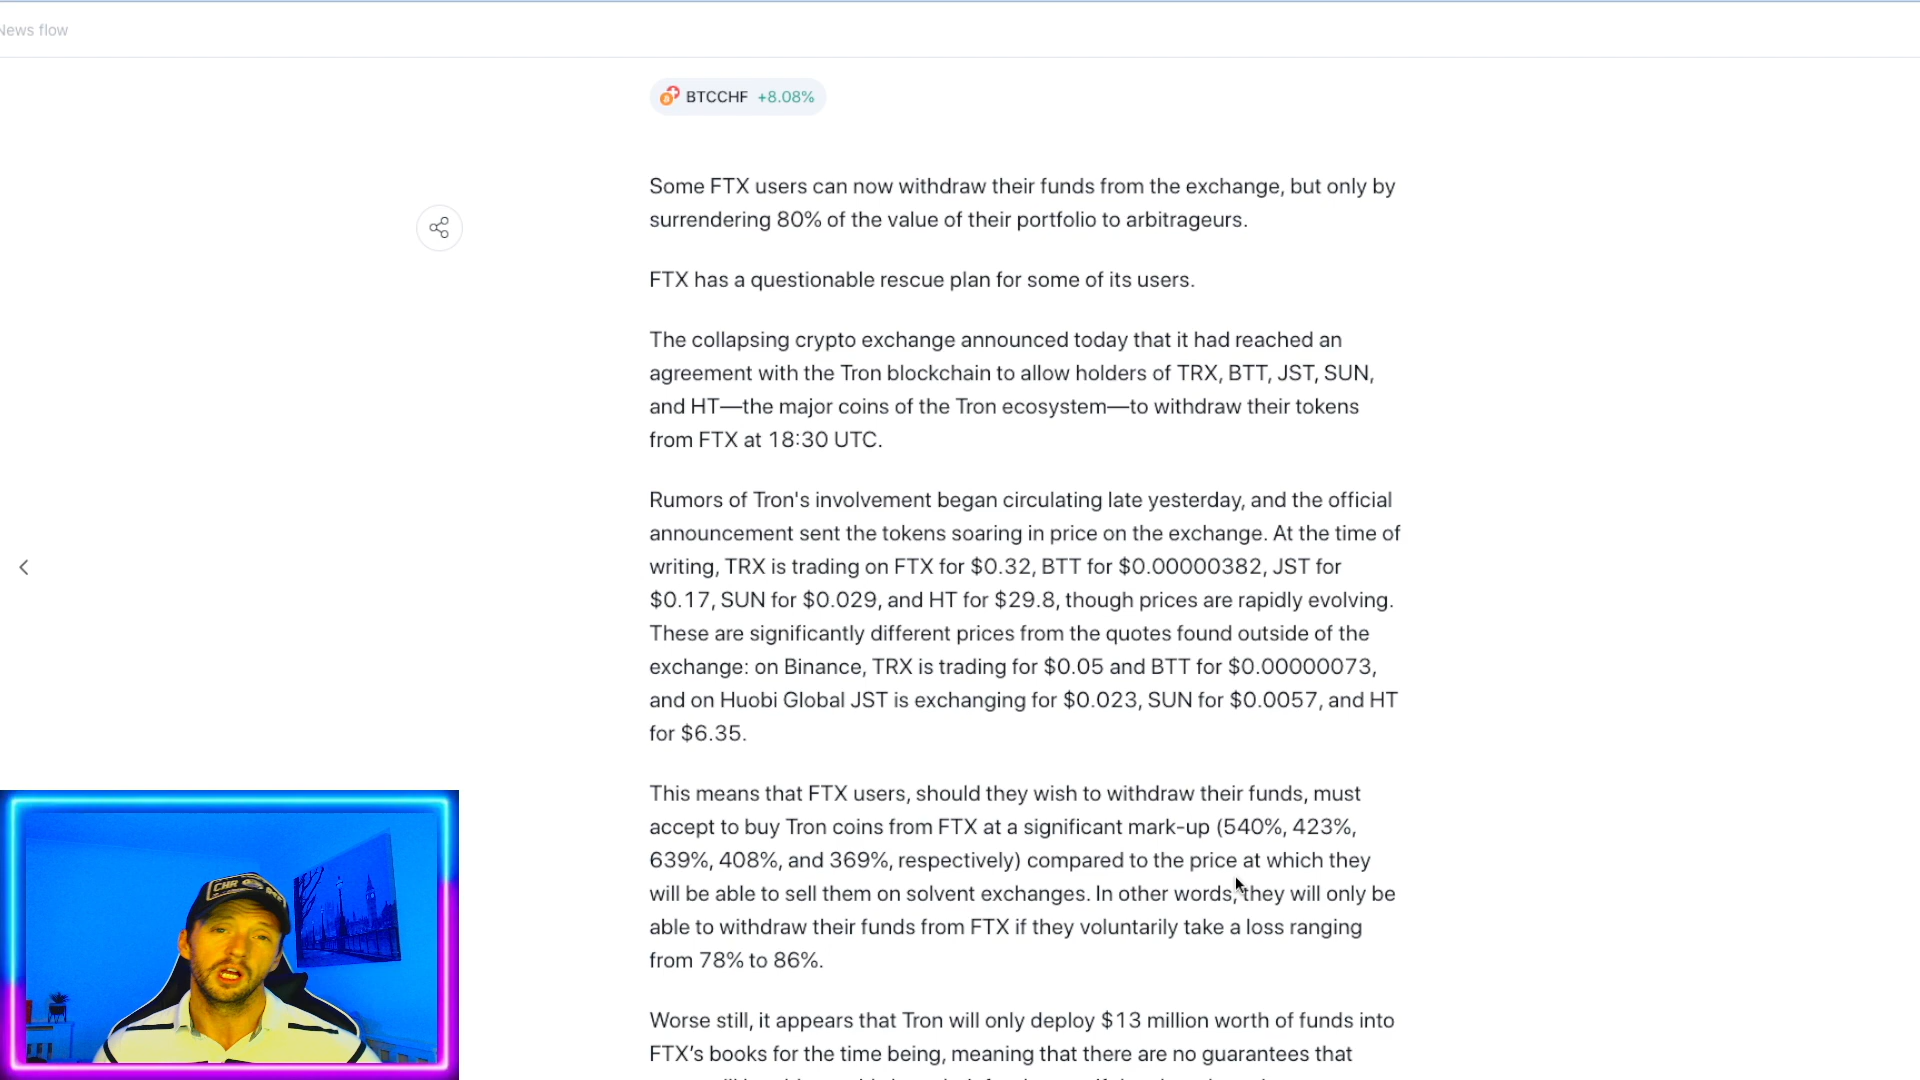 News flow
BTCCHF +8.08%
Some FTX users can now withdraw their funds from the exchange, but only by
surrendering 80% of the value of their portfolio to arbitrageurs.
FTX has a questionable rescue plan for some of its users.
The collapsing crypto exchange announced today that it had reached an
agreement with the Tron blockchain to allow holders of TRX, BTT, JST, SUN,
and HT—the major coins of the Tron ecosystem—to withdraw their tokens
from FTX at 18:30 UTC.
Rumors of Tron's involvement began circulating late yesterday, and the official
announcement sent the tokens soaring in price on the exchange. At the time of
writing, TRX is trading on FTX for $0.32, BTT for $0.00000382, JST for
$0.17, SUN for $0.029, and HT for $29.8, though prices are rapidly evolving.
These are significantly different prices from the quotes found outside of the
exchange: on Binance, TRX is trading for $0.05 and BTT for $0.00000073,
and on Huobi Global JST is exchanging for $0.023, SUN for $0.0057, and HT
for $6.35.
This means that FTX users, should they wish to withdraw their funds, must
accept to buy Tron coins from FTX at a significant mark-up (540%, 423%,
639%, 408%, and 369%, respectively) compared to the price at which they
will be able to sell them on solvent exchanges. In other words, they will only be
able to withdraw their funds from FTX if they voluntarily take a loss ranging
from 78% to 86%.
Worse still, it appears that Tron will only deploy $13 million worth of funds into
FTX’s books for the time being, meaning that there are no guarantees that
CHR